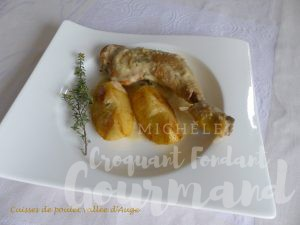 MICHELE
Croquant Fondant
Gourmand
Cuisses de poulet Vallée d'Auge